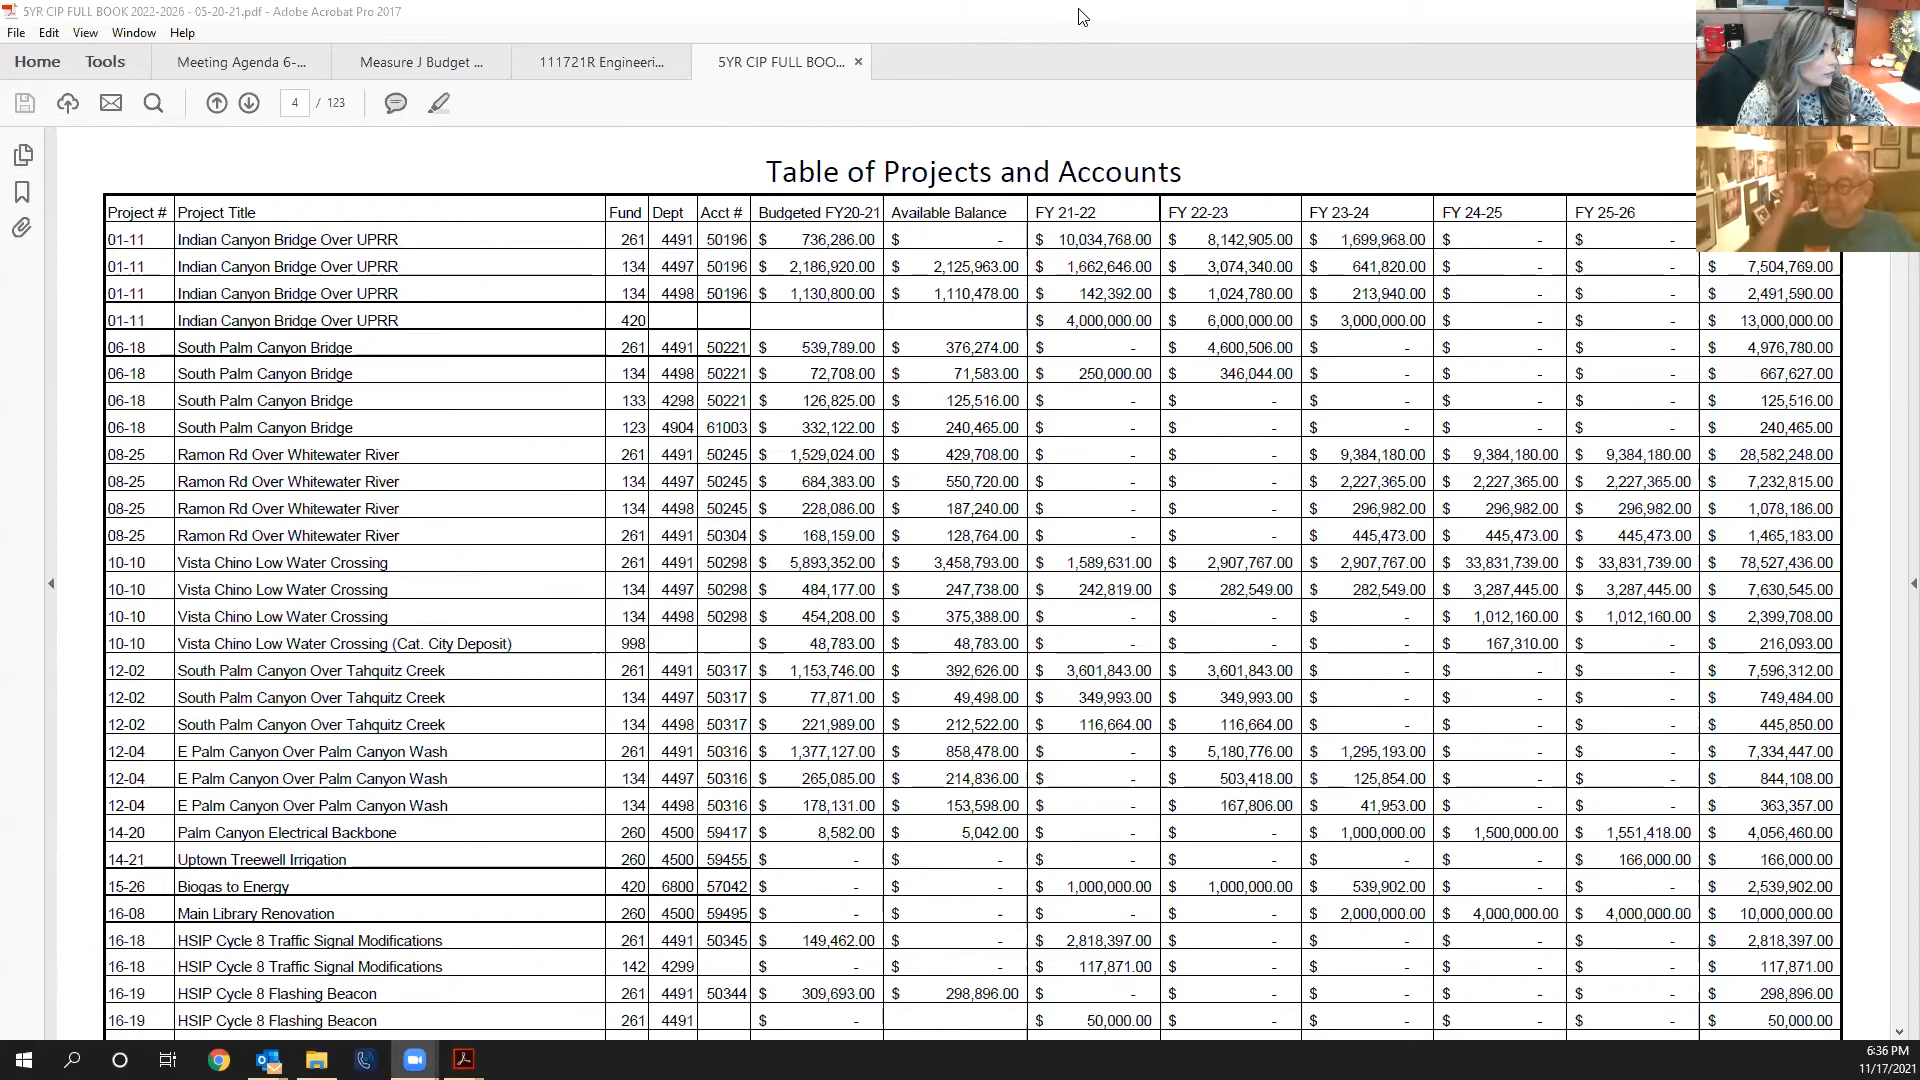 5YR CIP FULL BOOK 2022-2026 - 05-20-21.pdf - Adobe Acrobat Pro 2017
File Edit View Window Help
Home Tools Meeting Agenda 6-... Measure J Budget ... 111721R Engineeri... 5YR CIP FULL BOO... ×
4 / 123
Table of Projects and Accounts
Project # Project Title Fund Dept Acct # Budgeted FY20-21 Available Balance FY 21-22 FY 22-23 FY 23-24 FY 24-25 FY 25-26
01-11 Indian Canyon Bridge Over UPRR 261 4491 50196 $ 736,286.00 $ - $ 10,034,768.00 $ 8,142,905.00 $ 1,699,968.00 $ - $ -
01-11 Indian Canyon Bridge Over UPRR 134 4497 50196 $ 2,186,920.00 $ 2,125,963.00 $ 1,662,646.00 $ 3,074,340.00 $ 641,820.00 $ - $ - $ 7,504,769.00
01-11 Indian Canyon Bridge Over UPRR 134 4498 50196 $ 1,130,800.00 $ 1,110,478.00 $ 142,392.00 $ 1,024,780.00 $ 213,940.00 $ - $ - $ 2,491,590.00
01-11 Indian Canyon Bridge Over UPRR 420 $ 4,000,000.00 $ 6,000,000.00 $ 3,000,000.00 $ - $ - $ 13,000,000.00
06-18 South Palm Canyon Bridge 261 4491 50221 $ 539,789.00 $ 376,274.00 $ - $ 4,600,506.00 $ - $ - $ - $ 4,976,780.00
06-18 South Palm Canyon Bridge 134 4498 50221 $ 72,708.00 $ 71,583.00 $ 250,000.00 $ 346,044.00 $ - $ - $ - $ 667,627.00
06-18 South Palm Canyon Bridge 133 4298 50221 $ 126,825.00 $ 125,516.00 $ - $ - $ - $ - $ - $ 125,516.00
06-18 South Palm Canyon Bridge 123 4904 61003 $ 332,122.00 $ 240,465.00 $ - $ - $ - $ - $ - $ 240,465.00
08-25 Ramon Rd Over Whitewater River 261 4491 50245 $ 1,529,024.00 $ 429,708.00 $ - $ - $ 9,384,180.00 $ 9,384,180.00 $ 9,384,180.00 $ 28,582,248.00
08-25 Ramon Rd Over Whitewater River 134 4497 50245 $ 684,383.00 $ 550,720.00 $ - $ - $ 2,227,365.00 $ 2,227,365.00 $ 2,227,365.00 $ 7,232,815.00
08-25 Ramon Rd Over Whitewater River 134 4498 50245 $ 228,086.00 $ 187,240.00 $ - $ - $ 296,982.00 $ 296,982.00 $ 296,982.00 $ 1,078,186.00
08-25 Ramon Rd Over Whitewater River 261 4491 50304 $ 168,159.00 $ 128,764.00 $ - $ - $ 445,473.00 $ 445,473.00 $ 445,473.00 $ 1,465,183.00
10-10 Vista Chino Low Water Crossing 261 4491 50298 $ 5,893,352.00 $ 3,458,793.00 $ 1,589,631.00 $ 2,907,767.00 $ 2,907,767.00 $ 33,831,739.00 $ 33,831,739.00 $ 78,527,436.00
10-10 Vista Chino Low Water Crossing 134 4497 50298 $ 484,177.00 $ 247,738.00 $ 242,819.00 $ 282,549.00 $ 282,549.00 $ 3,287,445.00 $ 3,287,445.00 $ 7,630,545.00
10-10 Vista Chino Low Water Crossing 134 4498 50298 $ 454,208.00 $ 375,388.00 $ - $ - $ - $ 1,012,160.00 $ 1,012,160.00 $ 2,399,708.00
10-10 Vista Chino Low Water Crossing (Cat. City Deposit) 998 $ 48,783.00 $ 48,783.00 $ - $ - $ - $ 167,310.00 $ - $ 216,093.00
12-02 South Palm Canyon Over Tahquitz Creek 261 4491 50317 $ 1,153,746.00 $ 392,626.00 $ 3,601,843.00 $ 3,601,843.00 $ - $ - $ - $ 7,596,312.00
12-02 South Palm Canyon Over Tahquitz Creek 134 4497 50317 $ 77,871.00 $ 49,498.00 $ 349,993.00 $ 349,993.00 $ - $ - $ - $ 749,484.00
12-02 South Palm Canyon Over Tahquitz Creek 134 4498 50317 $ 221,989.00 $ 212,522.00 $ 116,664.00 $ 116,664.00 $ - $ - $ - $ 445,850.00
12-04 E Palm Canyon Over Palm Canyon Wash 261 4491 50316 $ 1,377,127.00 $ 858,478.00 $ - $ 5,180,776.00 $ 1,295,193.00 $ - $ - $ 7,334,447.00
12-04 E Palm Canyon Over Palm Canyon Wash 134 4497 50316 $ 265,085.00 $ 214,836.00 $ - $ 503,418.00 $ 125,854.00 $ - $ - $ 844,108.00
12-04 E Palm Canyon Over Palm Canyon Wash 134 4498 50316 $ 178,131.00 $ 153,598.00 $ - $ 167,806.00 $ 41,953.00 $ - $ - $ 363,357.00
14-20 Palm Canyon Electrical Backbone 260 4500 59417 $ 8,582.00 $ 5,042.00 $ - $ - $ 1,000,000.00 $ 1,500,000.00 $ 1,551,418.00 $ 4,056,460.00
14-21 Uptown Treewell Irrigation 260 4500 59455 $ - $ - $ - $ - $ - $ - $ 166,000.00 $ 166,000.00
15-26 Biogas to Energy 420 6800 57042 $ - $ - $ 1,000,000.00 $ 1,000,000.00 $ 539,902.00 $ - $ - $ 2,539,902.00
16-08 Main Library Renovation 260 4500 59495 $ - $ - $ - $ - $ 2,000,000.00 $ 4,000,000.00 $ 4,000,000.00 $ 10,000,000.00
16-18 HSIP Cycle 8 Traffic Signal Modifications 261 4491 50345 $ 149,462.00 $ - $ 2,818,397.00 $ - $ - $ - $ - $ 2,818,397.00
16-18 HSIP Cycle 8 Traffic Signal Modifications 142 4299 $ - $ - $ 117,871.00 $ - $ - $ - $ - $ 117,871.00
16-19 HSIP Cycle 8 Flashing Beacon 261 4491 50344 $ 309,693.00 $ 298,896.00 $ - $ - $ - $ - $ - $ 298,896.00
16-19 HSIP Cycle 8 Flashing Beacon 261 4491 $ - $ 50,000.00 $ - $ - $ - $ - $ 50,000.00
6:36 PM
11/17/2021